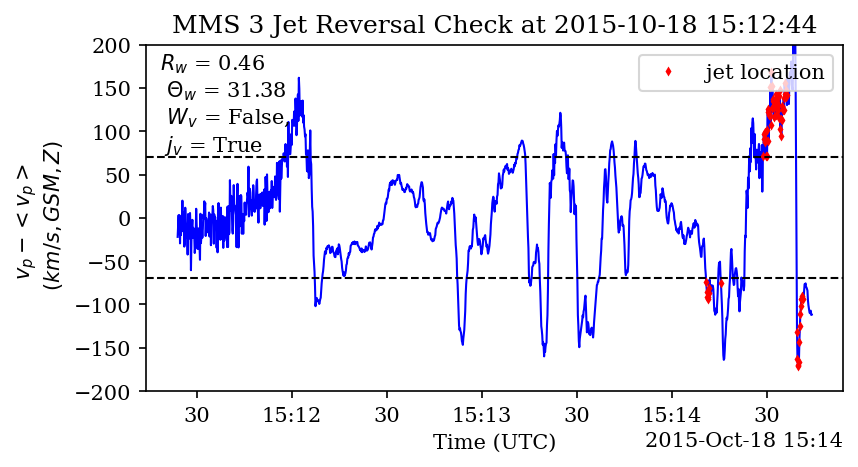 MMS 3 Jet Reversal Check at 2015-10-18 15:12:44
R_w = 0.46
Θ_w = 31.38
W_v = False,
j_v = True
jet location
v_p − < v_p >
(km/s, GSM, Z)
200
150
100
50
0
−50
−100
−150
−200
30 15:12 30 15:13 30 15:14 30
Time (UTC)
2015-Oct-18 15:14